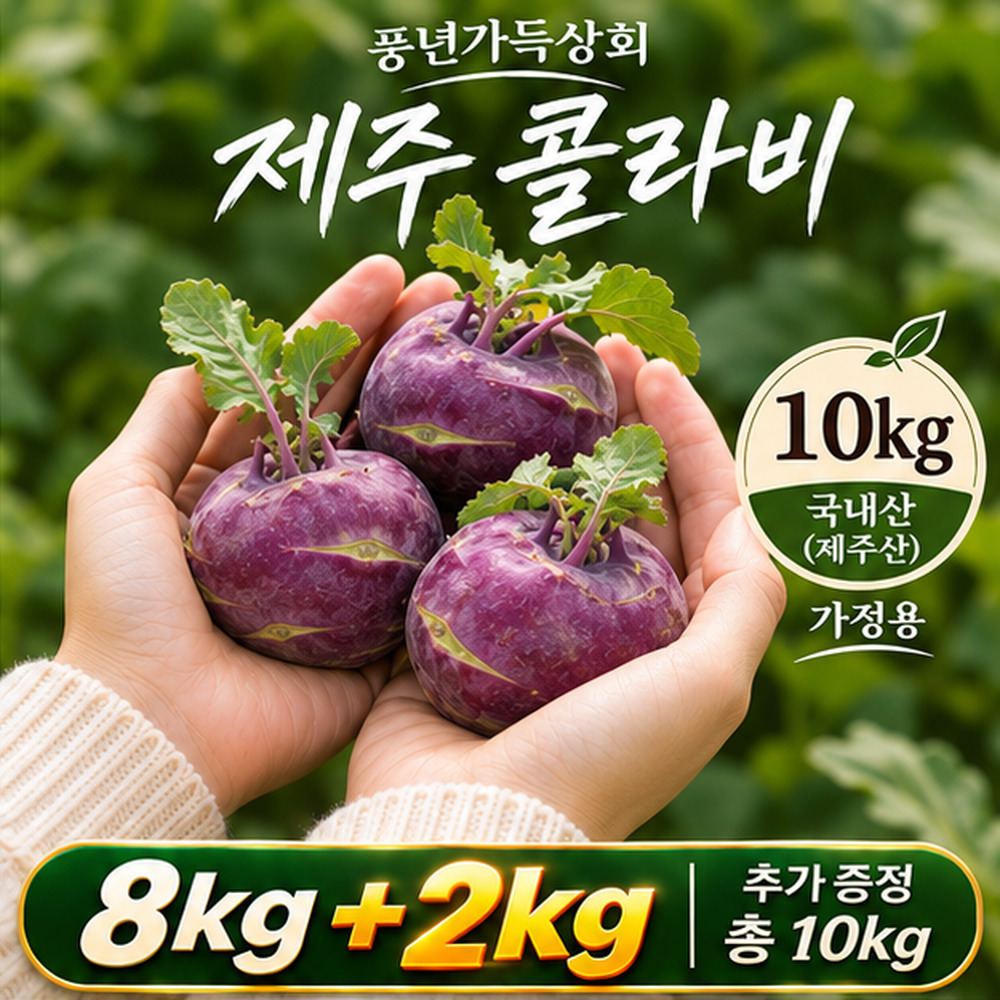 풍년가득상회
제주 콜라비
10kg
국내산
(제주산)
가정용
8kg+2kg
추가 증정
총 10kg